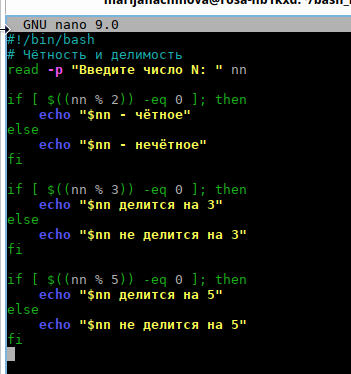 GNU nano 9.0
#!/bin/bash
# Чётность и делимость
read -p "Введите число N: " nn

if [ $((nn % 2)) -eq 0 ]; then
    echo "$nn - чётное"
else
    echo "$nn - нечётное"
fi

if [ $((nn % 3)) -eq 0 ]; then
    echo "$nn делится на 3"
else
    echo "$nn не делится на 3"
fi

if [ $((nn % 5)) -eq 0 ]; then
    echo "$nn делится на 5"
else
    echo "$nn не делится на 5"
fi